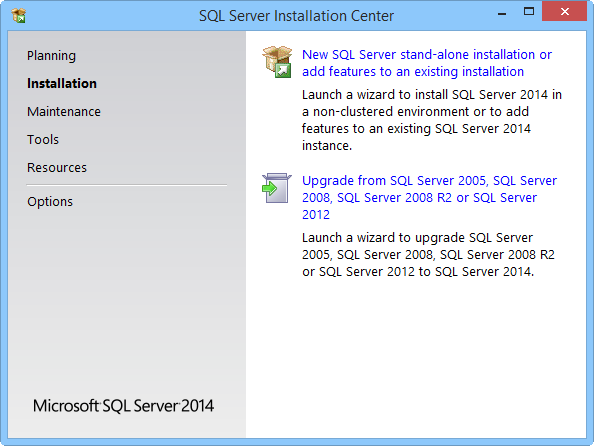 SQL Server Installation Center
Planning
Installation
Maintenance
Tools
Resources
Options
Microsoft SQL Server 2014
New SQL Server stand-alone installation or
add features to an existing installation
Launch a wizard to install SQL Server 2014 in
a non-clustered environment or to add
features to an existing SQL Server 2014
instance.
Upgrade from SQL Server 2005, SQL Server
2008, SQL Server 2008 R2 or SQL Server
2012
Launch a wizard to upgrade SQL Server
2005, SQL Server 2008, SQL Server 2008 R2
or SQL Server 2012 to SQL Server 2014.